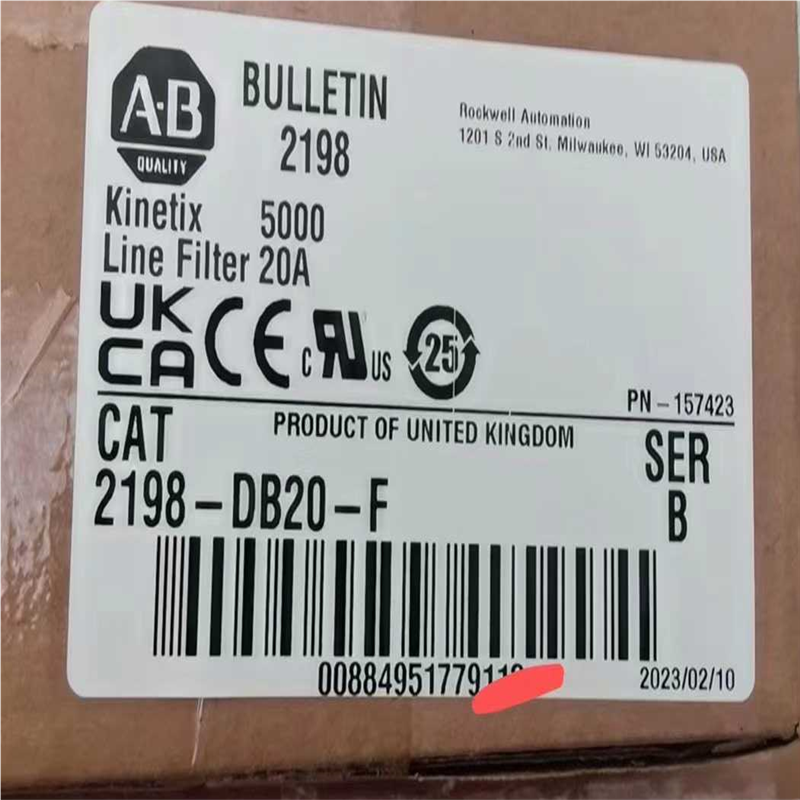 A-B
QUALITY
BULLETIN
2198
Rockwell Automation
1201 S 2nd St. Milwaukee, WI 53204, USA
Kinetix 5000
Line Filter 20A
UK
CA CE c RU US 25
PN-157423
CAT
PRODUCT OF UNITED KINGDOM
SER
2198-DB20-F
B
2023/02/10